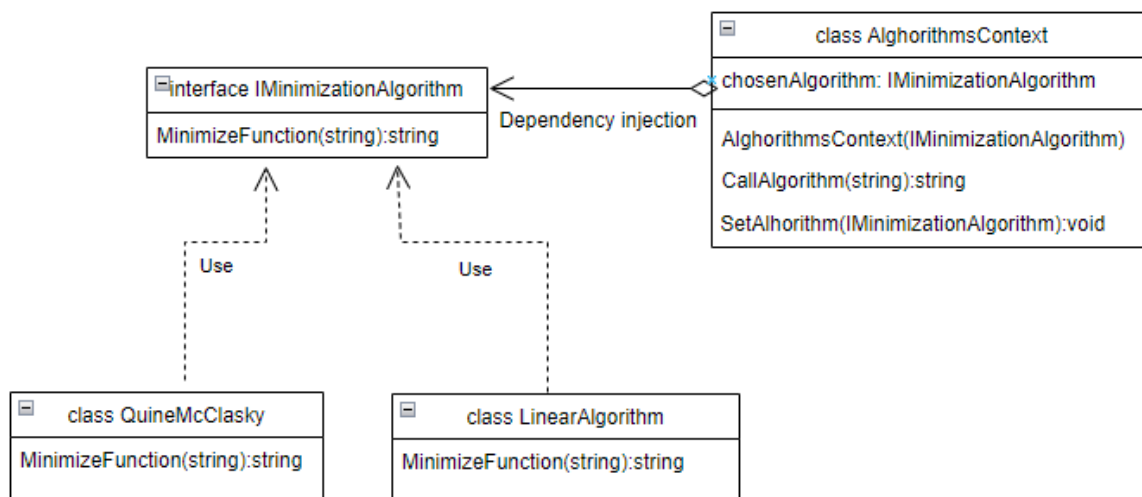 class AlghorithmsContext
chosenAlgorithm: IMinimizationAlgorithm
AlghorithmsContext(IMinimizationAlgorithm)
CallAlgorithm(string):string
SetAlhorithm(IMinimizationAlgorithm):void
interface IMinimizationAlgorithm
MinimizeFunction(string):string
Dependency injection
Use
Use
class QuineMcClasky
MinimizeFunction(string):string
class LinearAlgorithm
MinimizeFunction(string):string